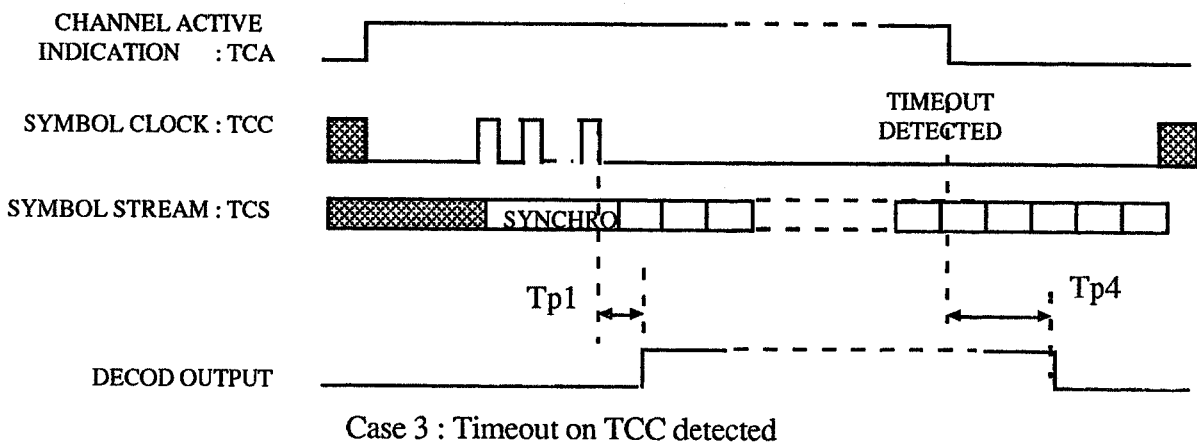 CHANNEL ACTIVE
INDICATION : TCA
SYMBOL CLOCK : TCC
TIMEOUT
DETECTED
SYMBOL STREAM : TCS
SYNCHRO
Tp1
Tp4
DECOD OUTPUT
Case 3 : Timeout on TCC detected